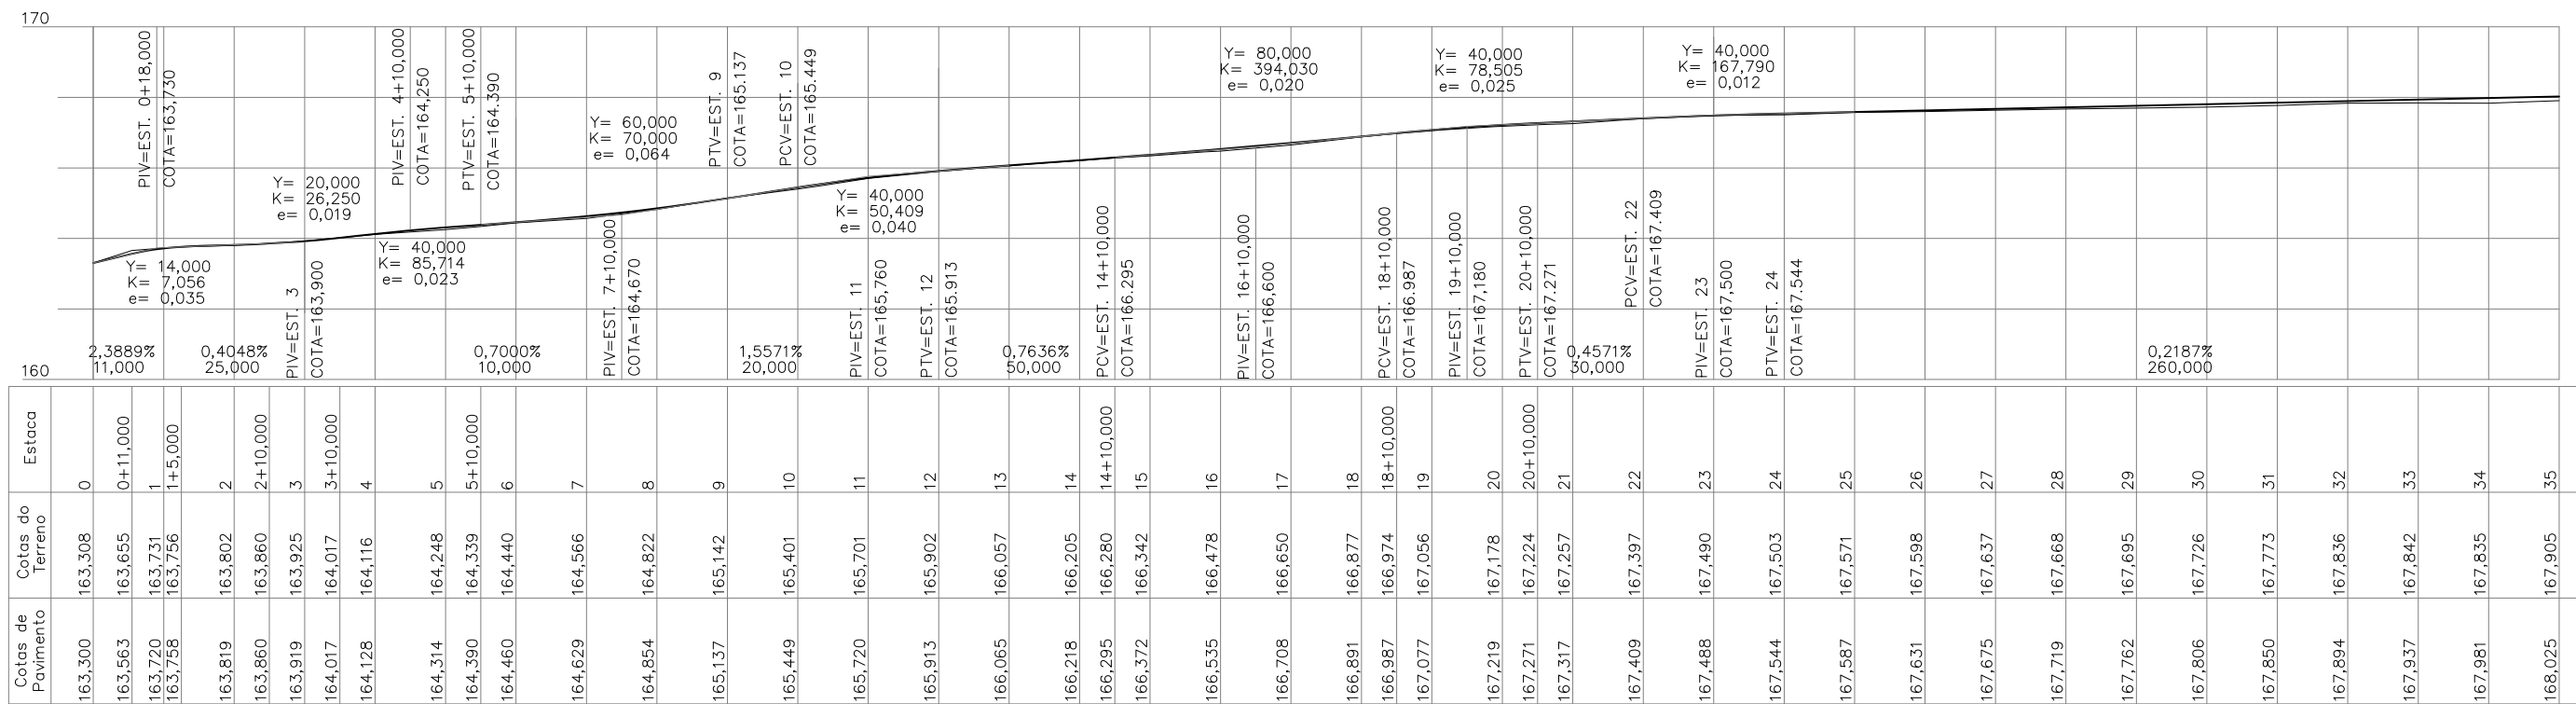 170
PIV=EST. 0+18,000
COTA=163,730
PIV=EST. 4+10,000
COTA=164,250
PTV=EST. 5+10,000
COTA=164.390
PTV=EST. 9
COTA=165.137
PCV=EST. 10
COTA=165.449
Y= 80,000
K= 394,030
e= 0,020
Y= 40,000
K= 78,505
e= 0,025
Y= 40,000
K= 167,790
e= 0,012
Y= 60,000
K= 70,000
e= 0,064
Y= 20,000
K= 26,250
e= 0,019
Y= 40,000
K= 50,409
e= 0,040
Y= 40,000
K= 85,714
e= 0,023
Y= 14,000
K= 7,056
e= 0,035
PIV=EST. 3
COTA=163,900
PIV=EST. 7+10,000
COTA=164,670
PIV=EST. 11
COTA=165,760
PTV=EST. 12
COTA=165.913
PCV=EST. 14+10,000
COTA=166.295
PIV=EST. 16+10,000
COTA=166,600
PCV=EST. 18+10,000
COTA=166.987
PIV=EST. 19+10,000
COTA=167,180
PTV=EST. 20+10,000
COTA=167.271
PCV=EST. 22
COTA=167.409
PIV=EST. 23
COTA=167,500
PTV=EST. 24
COTA=167.544
2,3889% 0,4048% 0,7000% 1,5571% 0,7636% 0,4571% 0,2187%
11,000 25,000 10,000 20,000 50,000 30,000 260,000
160
Estaca 0 0+11,000 1 1+5,000 2 2+10,000 3 3+10,000 4 5 5+10,000 6 7 8 9 10 11 12 13 14 14+10,000 15 16 17 18 18+10,000 19 20 20+10,000 21 22 23 24 25 26 27 28 29 30 31 32 33 34 35
Cotas do
Terreno
163,308 163,655 163,731 163,756 163,802 163,860 163,925 164,017 164,116 164,248 164,339 164,440 164,566 164,822 165,142 165,401 165,701 165,902 166,057 166,205 166,280 166,342 166,478 166,650 166,877 166,974 167,056 167,178 167,224 167,257 167,397 167,490 167,503 167,571 167,598 167,637 167,668 167,695 167,726 167,773 167,836 167,842 167,835 167,905
Cotas de
Pavimento
163,300 163,563 163,720 163,758 163,819 163,860 163,919 164,017 164,128 164,314 164,390 164,460 164,629 164,854 165,137 165,449 165,720 165,913 166,065 166,218 166,295 166,372 166,535 166,708 166,891 166,987 167,077 167,219 167,271 167,317 167,409 167,488 167,544 167,587 167,631 167,675 167,719 167,762 167,806 167,850 167,894 167,937 167,981 168,025